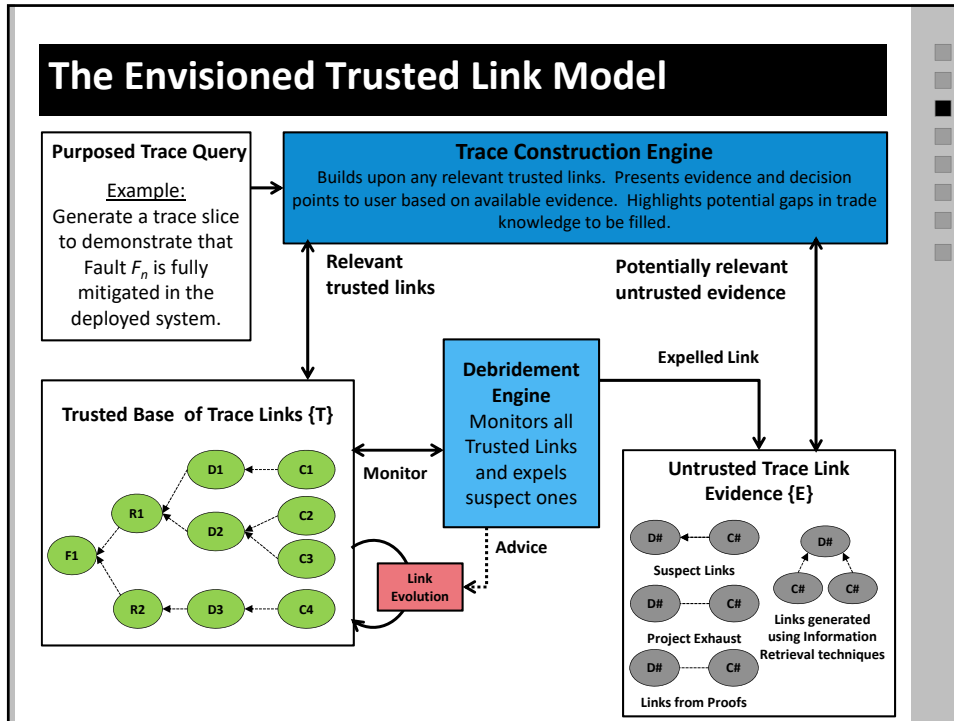 The Envisioned Trusted Link Model
Purposed Trace Query
Example:
Generate a trace slice
to demonstrate that
Fault Fn is fully
mitigated in the
deployed system.
Trace Construction Engine
Builds upon any relevant trusted links.  Presents evidence and decision
points to user based on available evidence.  Highlights potential gaps in trade
knowledge to be filled.
Relevant
trusted links
Potentially relevant
untrusted evidence
Debridement
Engine
Monitors all
Trusted Links
and expels
suspect ones
Expelled Link
Monitor
Advice
Link
Evolution
Trusted Base  of Trace Links {T}
F1
R1
R2
D1
D2
D3
C1
C2
C3
C4
Untrusted Trace Link
Evidence {E}
D#
C#
Suspect Links
D#
C#
Project Exhaust
D#
C#
Links from Proofs
D#
C#
C#
Links generated
using Information
Retrieval techniques